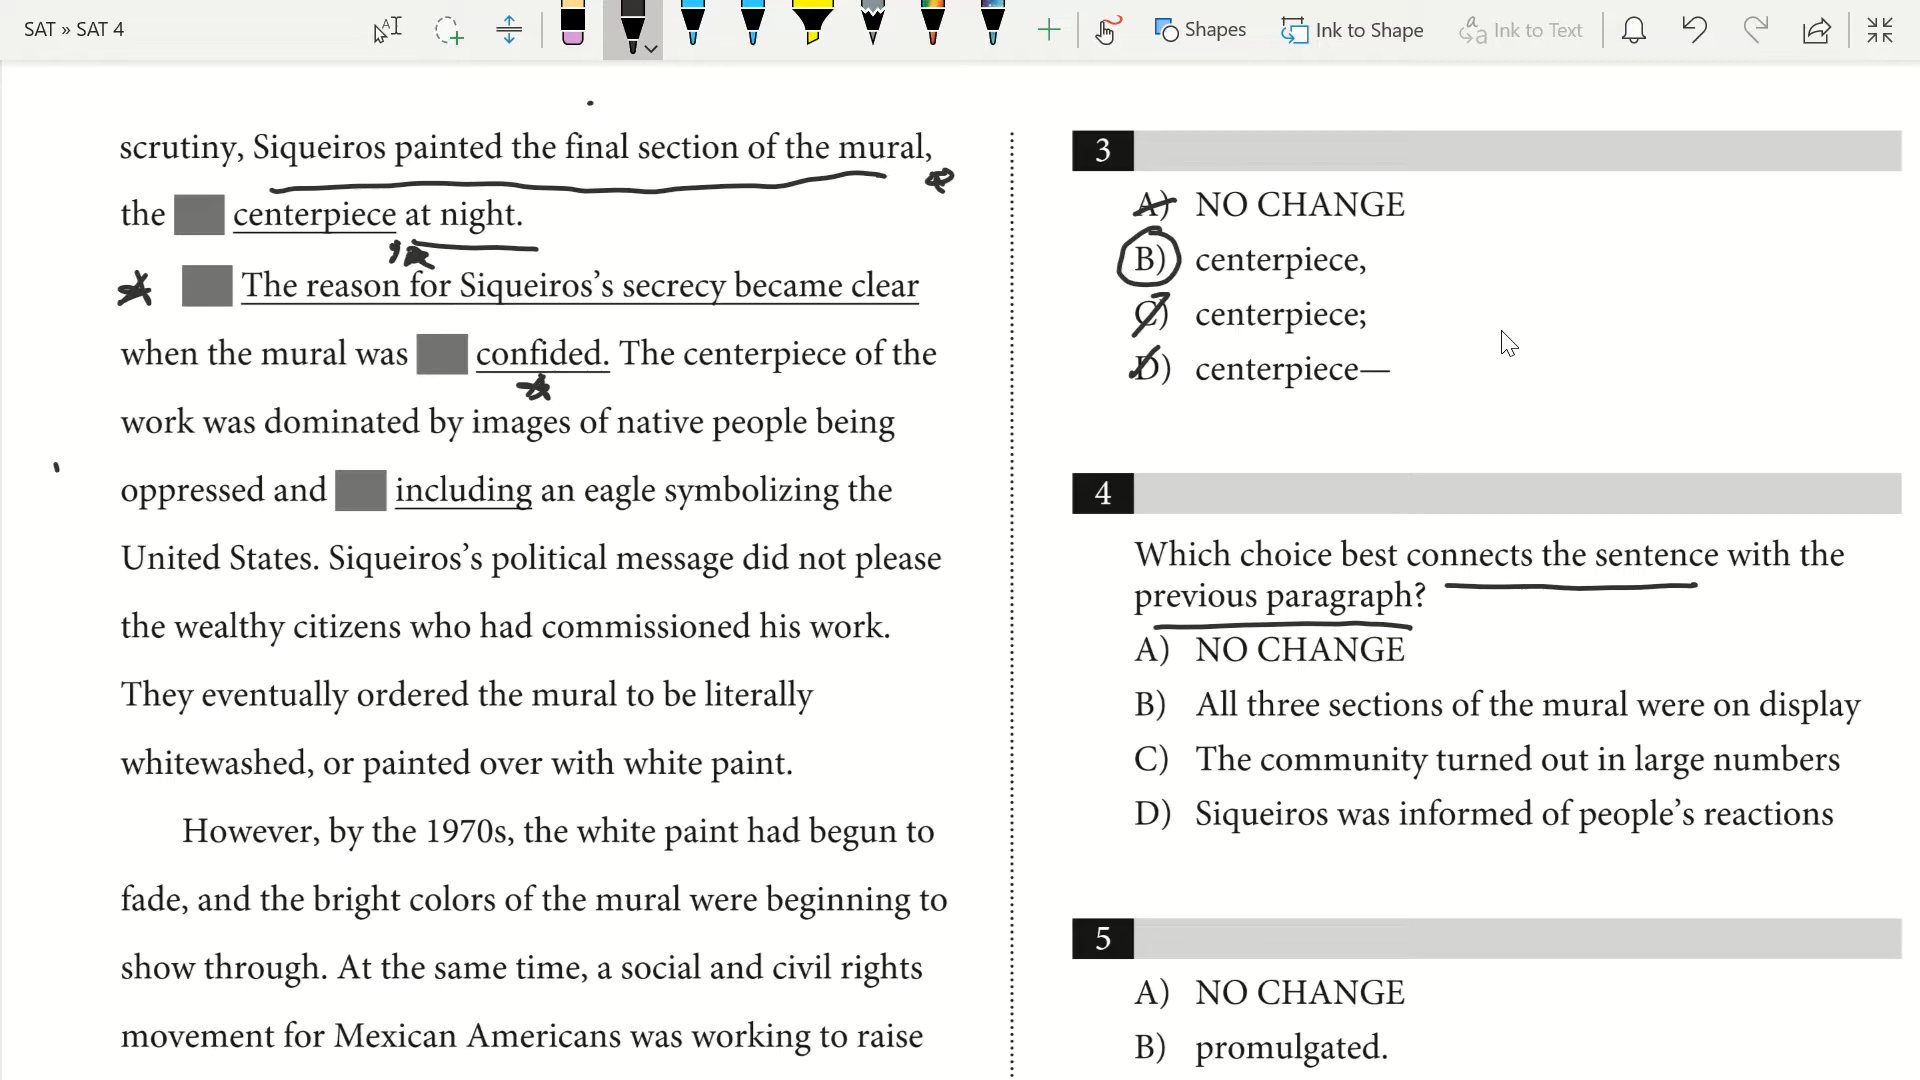 SAT » SAT 4
Shapes
Ink to Shape
Ink to Text
scrutiny, Siqueiros painted the final section of the mural,
the centerpiece at night.
The reason for Siqueiros’s secrecy became clear
when the mural was confided. The centerpiece of the
work was dominated by images of native people being
oppressed and including an eagle symbolizing the
United States. Siqueiros’s political message did not please
the wealthy citizens who had commissioned his work.
They eventually ordered the mural to be literally
whitewashed, or painted over with white paint.
However, by the 1970s, the white paint had begun to
fade, and the bright colors of the mural were beginning to
show through. At the same time, a social and civil rights
movement for Mexican Americans was working to raise
3
A) NO CHANGE
B) centerpiece,
C) centerpiece;
D) centerpiece—
4
Which choice best connects the sentence with the
previous paragraph?
A) NO CHANGE
B) All three sections of the mural were on display
C) The community turned out in large numbers
D) Siqueiros was informed of people’s reactions
5
A) NO CHANGE
B) promulgated.